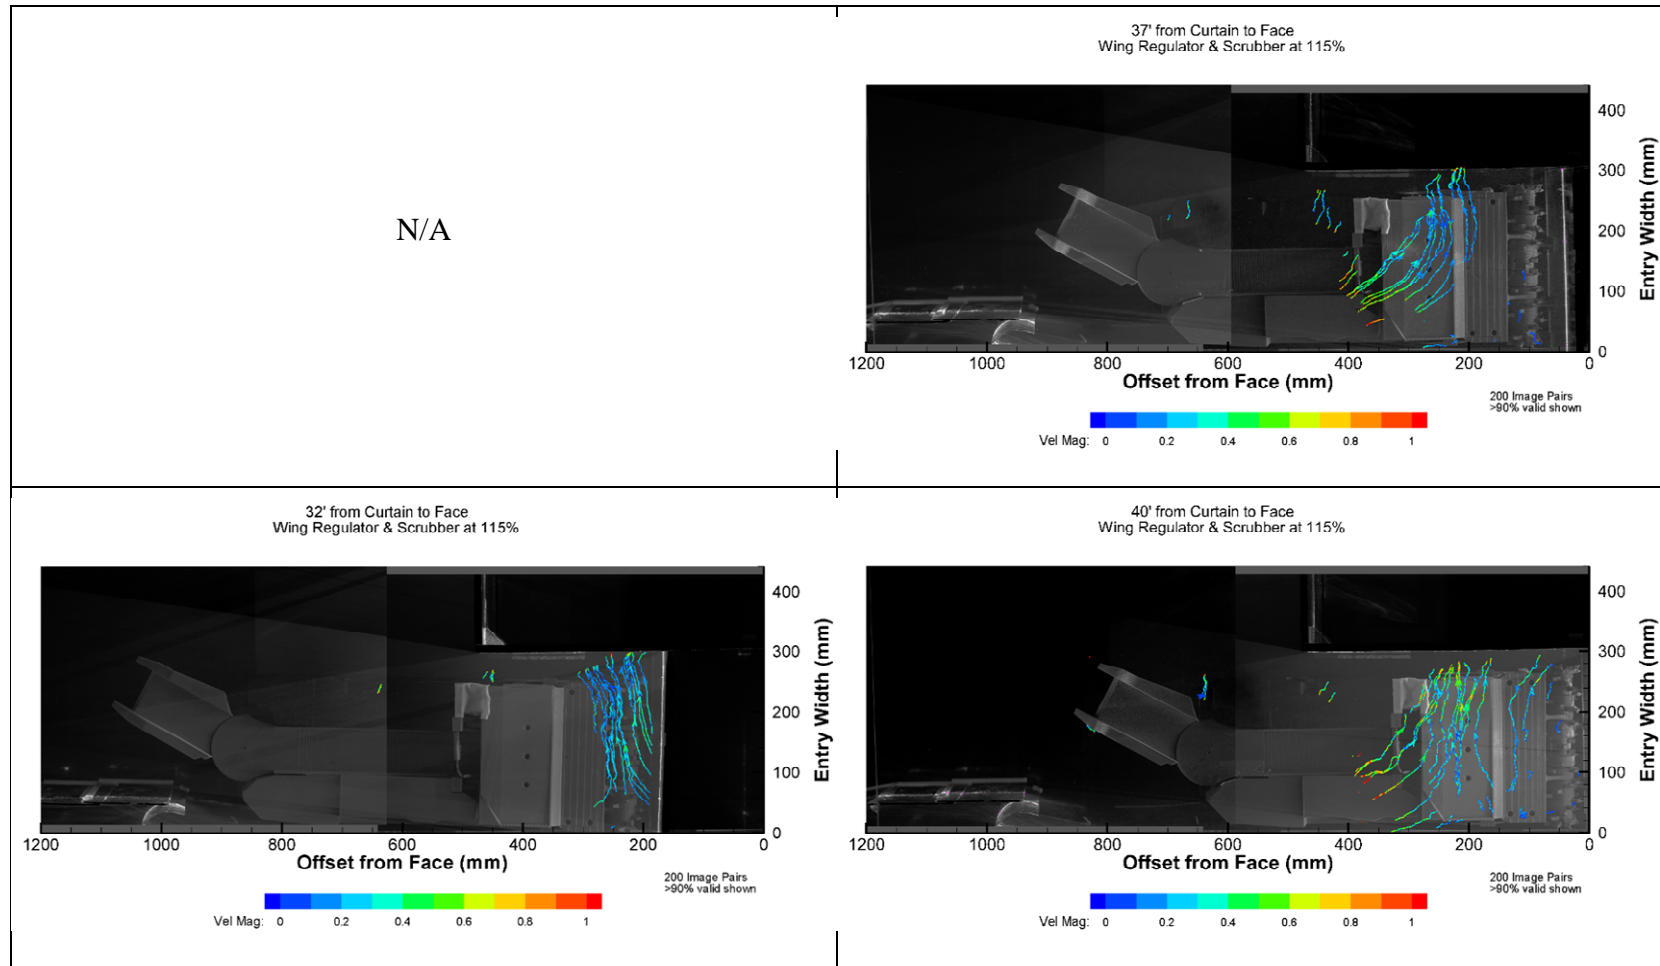 N/A
37' from Curtain to Face
Wing Regulator & Scrubber at 115%
400
300
200
100
0
Entry Width (mm)
1200 1000 800 600 400 200 0
Offset from Face (mm)
200 Image Pairs
>90% valid shown
Vel Mag: 0 0.2 0.4 0.6 0.8 1
32' from Curtain to Face
Wing Regulator & Scrubber at 115%
400
300
200
100
0
Entry Width (mm)
1200 1000 800 600 400 200 0
Offset from Face (mm)
200 Image Pairs
>90% valid shown
Vel Mag: 0 0.2 0.4 0.6 0.8 1
40' from Curtain to Face
Wing Regulator & Scrubber at 115%
400
300
200
100
0
Entry Width (mm)
1200 1000 800 600 400 200 0
Offset from Face (mm)
200 Image Pairs
>90% valid shown
Vel Mag: 0 0.2 0.4 0.6 0.8 1